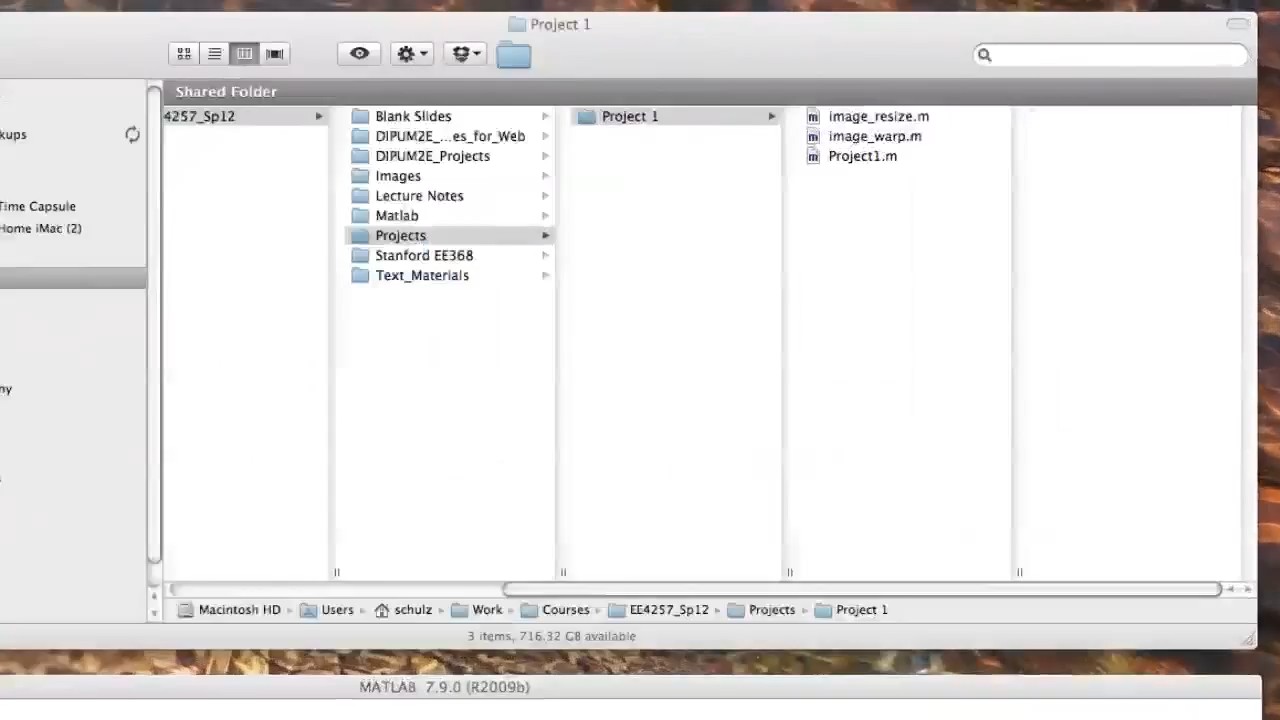 Project 1
Shared Folder
kups
Time Capsule
Home iMac (2)
ny
4257_Sp12
Blank Slides
DIPUM2E_...es_for_Web
DIPUM2E_Projects
Images
Lecture Notes
Matlab
Projects
Stanford EE368
Text_Materials
Project 1
image_resize.m
image_warp.m
Project1.m
Macintosh HD Users schulz Work Courses EE4257_Sp12 Projects Project 1
3 items, 716.32 GB available
MATLAB 7.9.0 (R2009b)